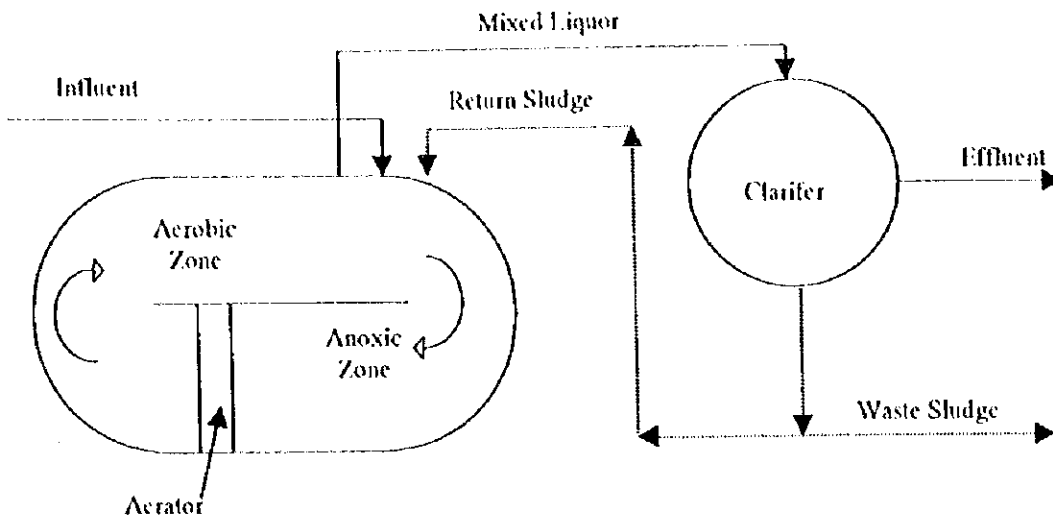 Mixed Liquor
Influent
Return Sludge
Effluent
Clarifer
Aerobic
Zone
Anoxic
Zone
Waste Sludge
Aerator